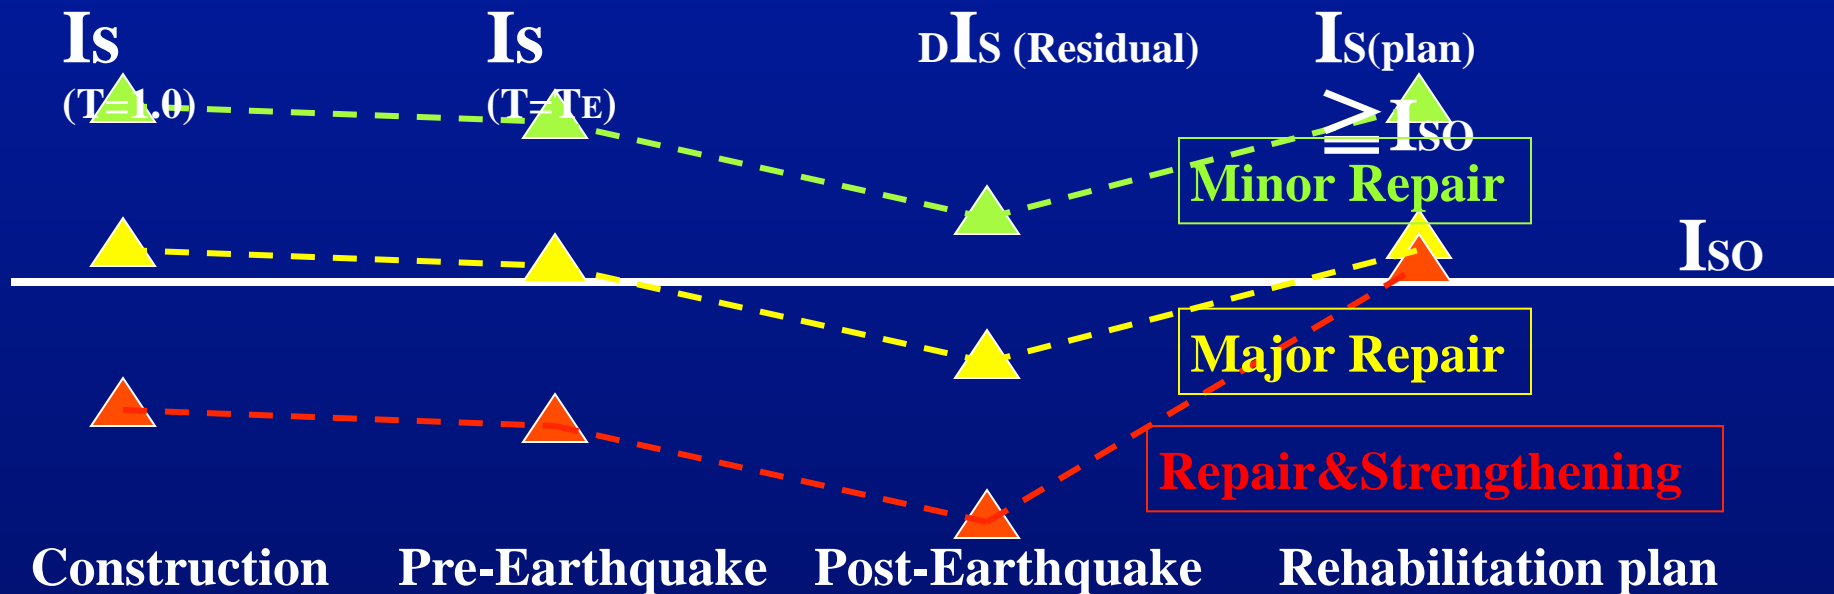 Is
(T=1.0)
Is
(T=TE)
DIS (Residual)
IS(plan)
≧ISO
Minor Repair
ISO
Major Repair
Repair&Strengthening
Construction
Pre-Earthquake
Post-Earthquake
Rehabilitation plan